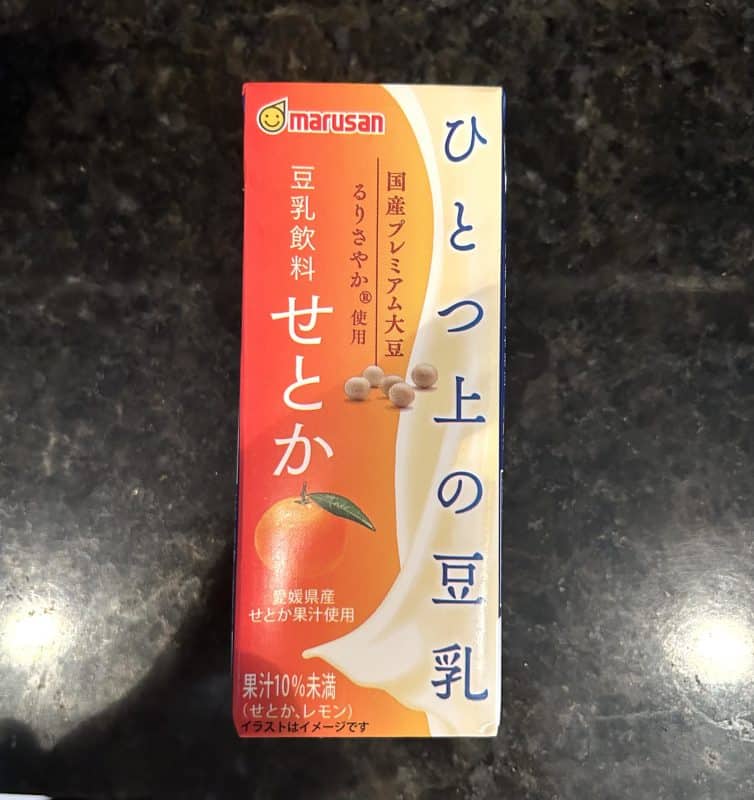 marusan
ひとつ上の豆乳
国産プレミアム大豆
るりさやか®使用
豆乳飲料
せとか
愛媛県産
せとか果汁使用
果汁10%未満
(せとか、レモン)
イラストはイメージです